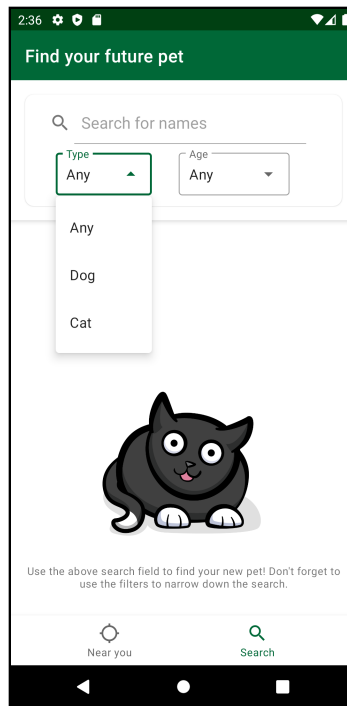 2:36
Find your future pet
Search for names
Type
Age
Any
Any
Any
Dog
Cat
Use the above search field to find your new pet! Don't forget to
use the filters to narrow down the search.
Near you
Search